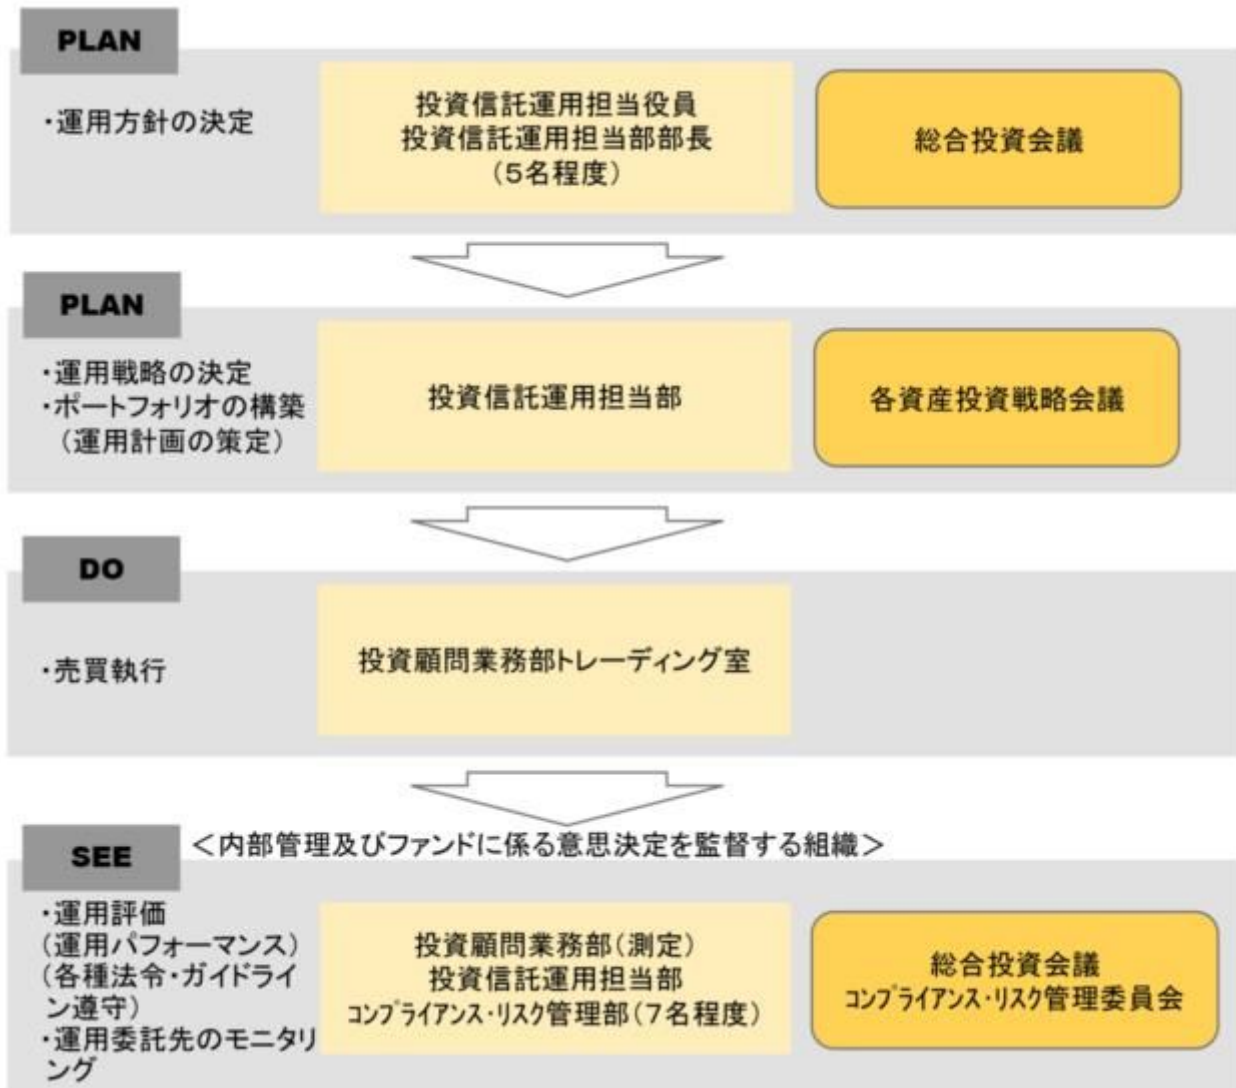 PLAN
・運用方針の決定
投資信託運用担当役員
投資信託運用担当部部長
(5名程度)
総合投資会議
PLAN
・運用戦略の決定
・ポートフォリオの構築
(運用計画の策定)
投資信託運用担当部
各資産投資戦略会議
DO
・売買執行
投資顧問業務部トレーディング室
SEE
<内部管理及びファンドに係る意思決定を監督する組織>
・運用評価
(運用パフォーマンス)
(各種法令・ガイドライ
ン遵守)
・運用委託先のモニタリ
ング
投資顧問業務部(測定)
投資信託運用担当部
コンプライアンス・リスク管理部(7名程度)
総合投資会議
コンプライアンス・リスク管理委員会